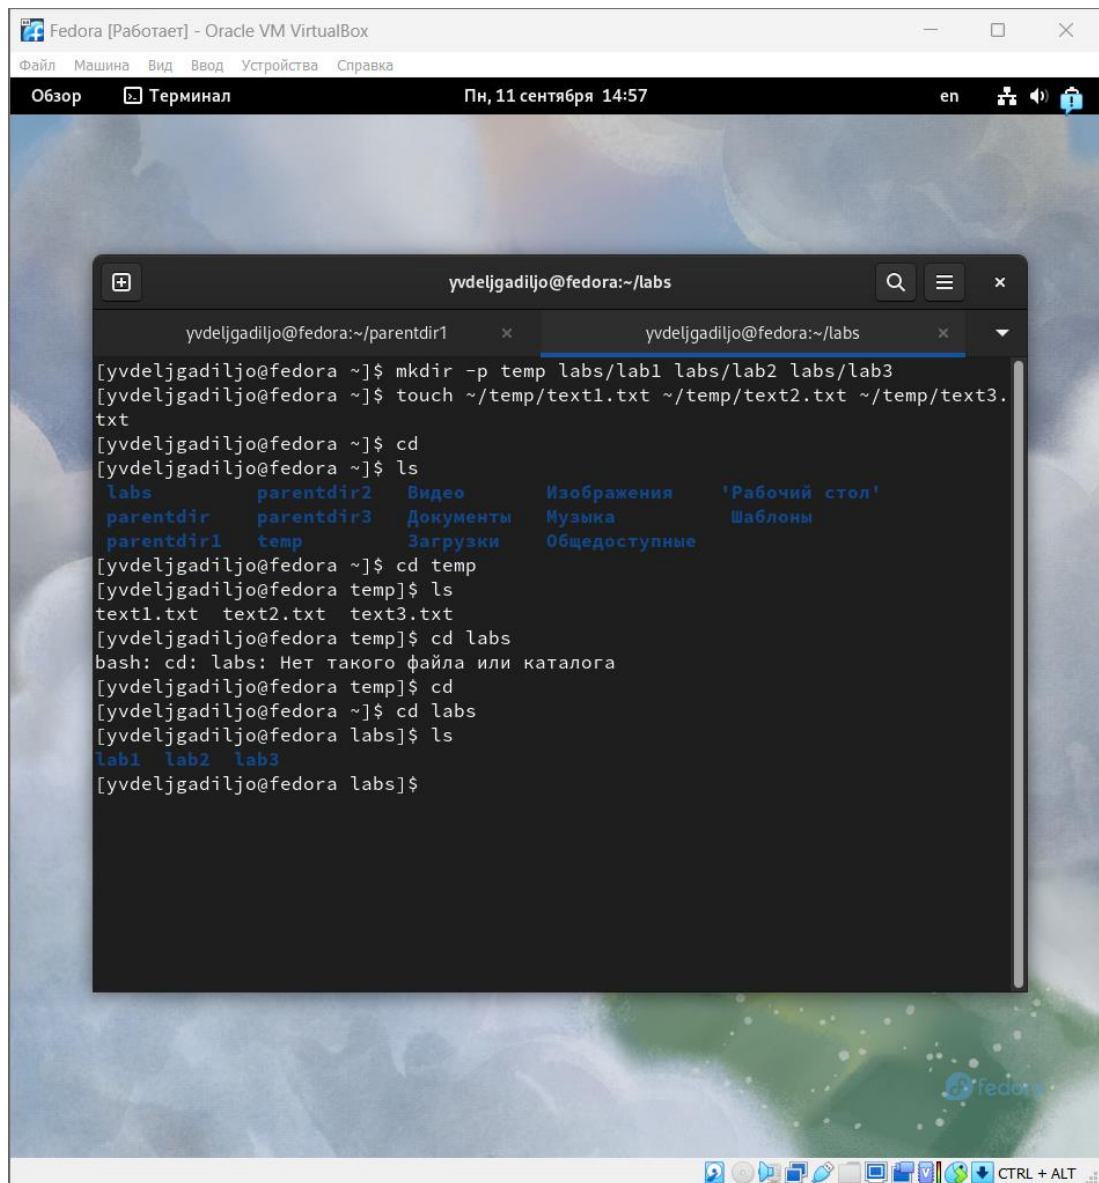 Fedora [Работает] - Oracle VM VirtualBox
Файл Машина Вид Ввод Устройства Справка
Обзор Терминал Пн, 11 сентября 14:57 en
yvdeljgadiljo@fedora:~/labs
yvdeljgadiljo@fedora:~/parentdir1 yvdeljgadiljo@fedora:~/labs
[yvdeljgadiljo@fedora ~]$ mkdir -p temp labs/lab1 labs/lab2 labs/lab3
[yvdeljgadiljo@fedora ~]$ touch ~/temp/text1.txt ~/temp/text2.txt ~/temp/text3.
txt
[yvdeljgadiljo@fedora ~]$ cd
[yvdeljgadiljo@fedora ~]$ ls
labs parentdir2 Видео Изображения 'Рабочий стол'
parentdir parentdir3 Документы Музыка Шаблоны
parentdir1 temp Загрузки Общедоступные
[yvdeljgadiljo@fedora ~]$ cd temp
[yvdeljgadiljo@fedora temp]$ ls
text1.txt text2.txt text3.txt
[yvdeljgadiljo@fedora temp]$ cd labs
bash: cd: labs: Нет такого файла или каталога
[yvdeljgadiljo@fedora temp]$ cd
[yvdeljgadiljo@fedora ~]$ cd labs
[yvdeljgadiljo@fedora labs]$ ls
lab1 lab2 lab3
[yvdeljgadiljo@fedora labs]$
fedora
CTRL + ALT